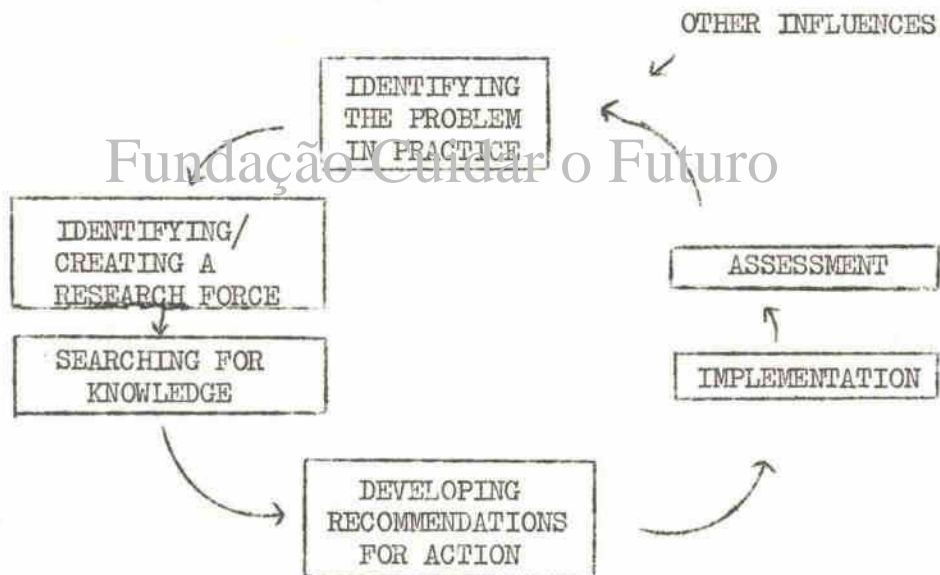 OTHER INFLUENCES
IDENTIFYING
THE PROBLEM
IN PRACTICE
Fundação Cuidar o Futuro
IDENTIFYING/
CREATING A
RESEARCH FORCE
SEARCHING FOR
KNOWLEDGE
DEVELOPING
RECOMMENDATIONS
FOR ACTION
IMPLEMENTATION
ASSESSMENT